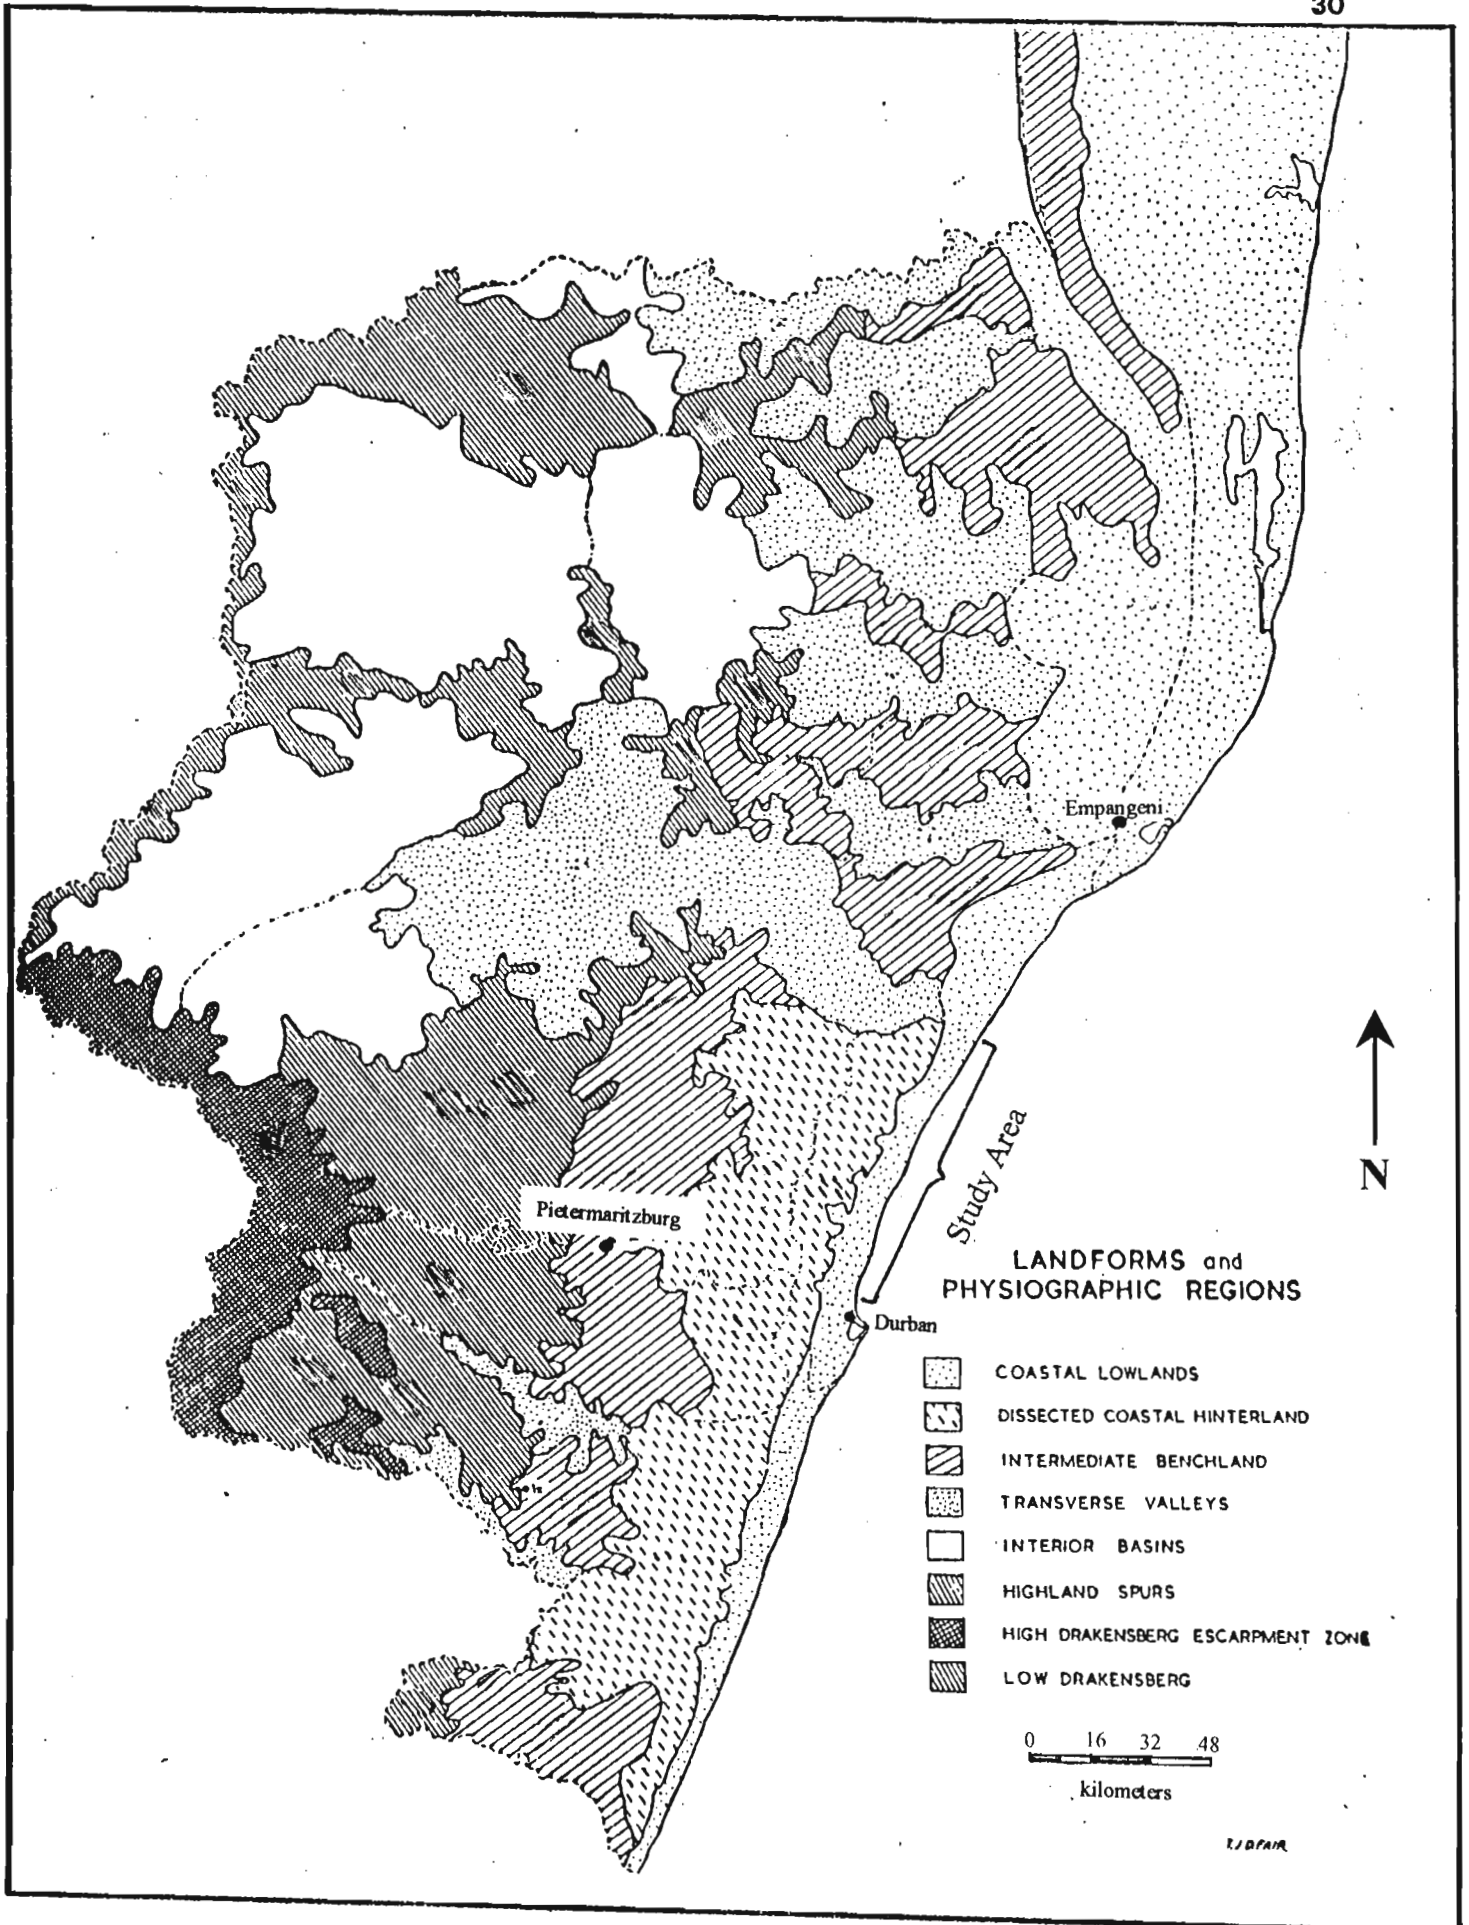 30
Empangeni
Study Area
N
Pietermaritzburg
LANDFORMS and
PHYSIOGRAPHIC REGIONS
Durban
COASTAL LOWLANDS
DISSECTED COASTAL HINTERLAND
INTERMEDIATE BENCHLAND
TRANSVERSE VALLEYS
INTERIOR BASINS
HIGHLAND SPURS
HIGH DRAKENSBERG ESCARPMENT ZONE
LOW DRAKENSBERG
0 16 32 48
kilometers